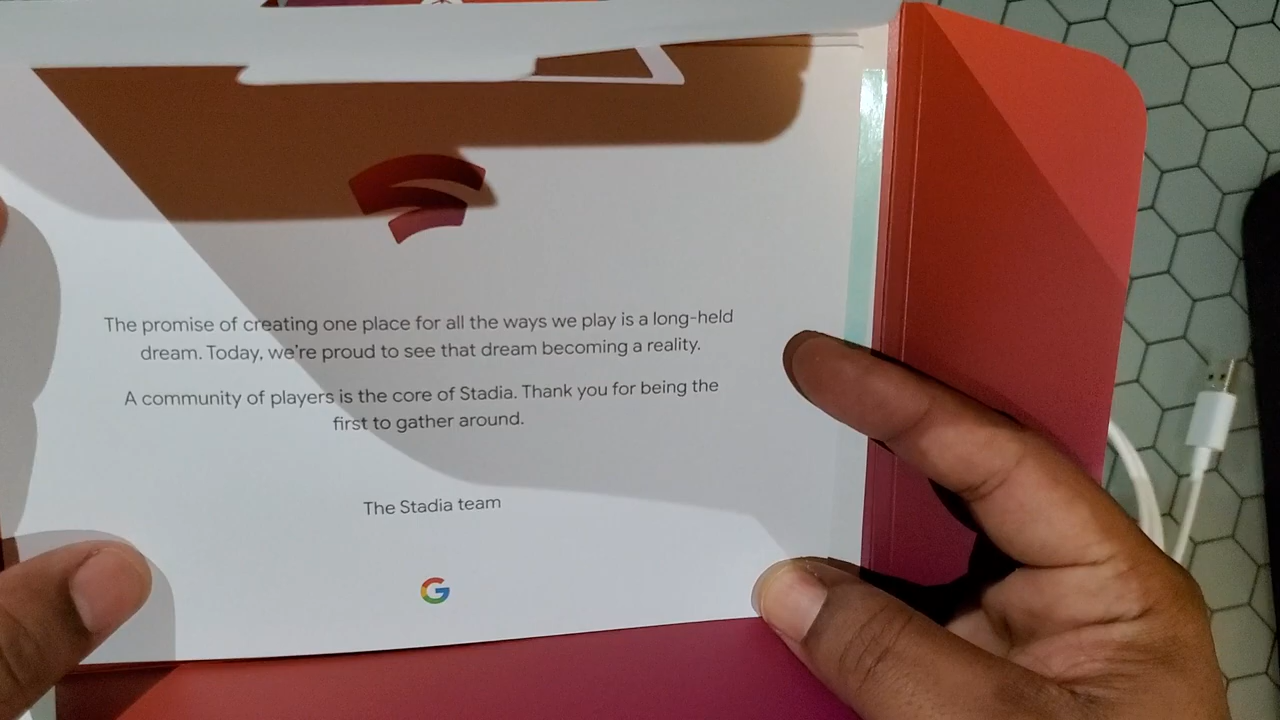 The promise of creating one place for all the ways we play is a long-held
dream. Today, we're proud to see that dream becoming a reality.
A community of players is the core of Stadia. Thank you for being the
first to gather around.
The Stadia team
G